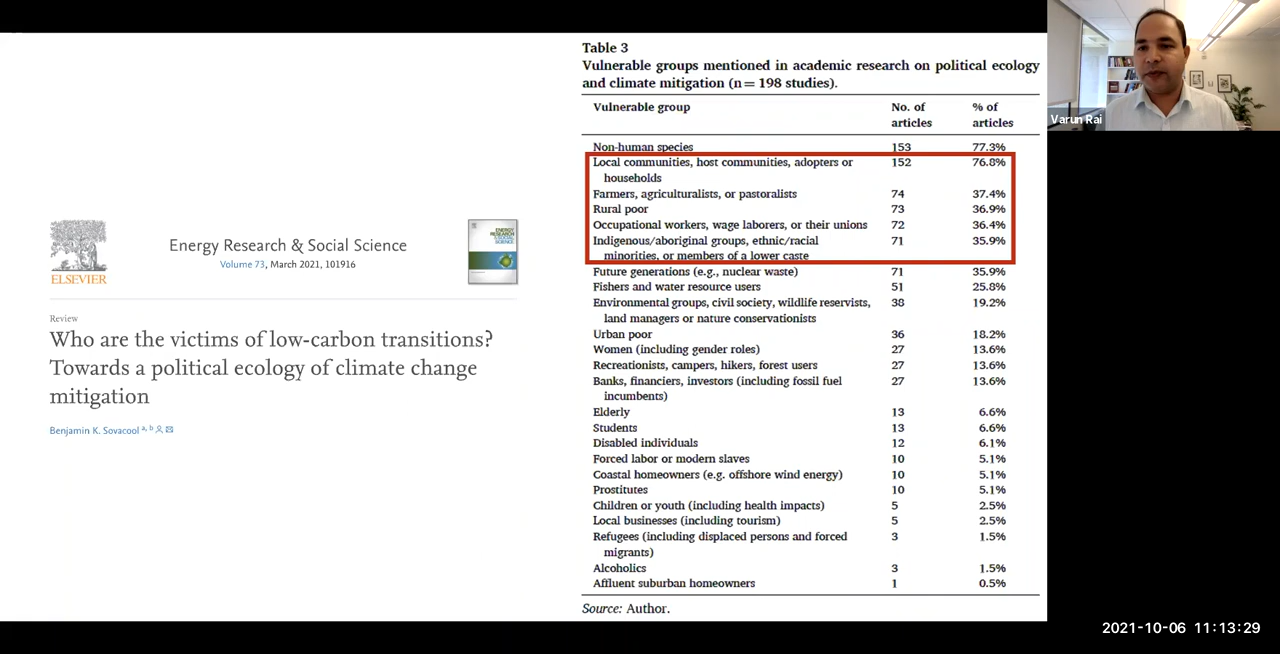 Energy Research & Social Science
Volume 73, March 2021, 101916
ELSEVIER
ENERGY RESEARCH & SOCIAL SCIENCE
Review
Who are the victims of low-carbon transitions?
Towards a political ecology of climate change
mitigation
Benjamin K. Sovacool a, b
Table 3
Vulnerable groups mentioned in academic research on political ecology
and climate mitigation (n = 198 studies).
Vulnerable group No. of % of
articles articles
Non-human species 153 77.3%
Local communities, host communities, adopters or 152 76.8%
households
Farmers, agriculturalists, or pastoralists 74 37.4%
Rural poor 73 36.9%
Occupational workers, wage laborers, or their unions 72 36.4%
Indigenous/aboriginal groups, ethnic/racial 71 35.9%
minorities, or members of a lower caste
Future generations (e.g., nuclear waste) 71 35.9%
Fishers and water resource users 51 25.8%
Environmental groups, civil society, wildlife reservists, 38 19.2%
land managers or nature conservationists
Urban poor 36 18.2%
Women (including gender roles) 27 13.6%
Recreationists, campers, hikers, forest users 27 13.6%
Banks, financiers, investors (including fossil fuel 27 13.6%
incumbents)
Elderly 13 6.6%
Students 13 6.6%
Disabled individuals 12 6.1%
Forced labor or modern slaves 10 5.1%
Coastal homeowners (e.g. offshore wind energy) 10 5.1%
Prostitutes 10 5.1%
Children or youth (including health impacts) 5 2.5%
Local businesses (including tourism) 5 2.5%
Refugees (including displaced persons and forced 3 1.5%
migrants)
Alcoholics 3 1.5%
Affluent suburban homeowners 1 0.5%
Source: Author.
Varun Rai
2021-10-06 11:13:29